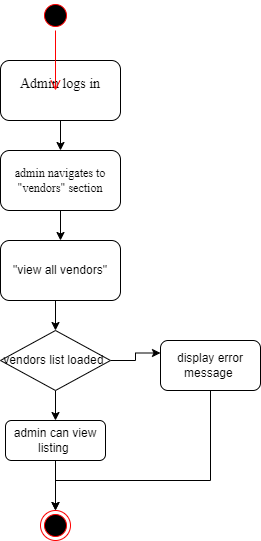 Admin logs in
admin navigates to
"vendors" section
"view all vendors"
vendors list loaded
display error
message
admin can view
listing